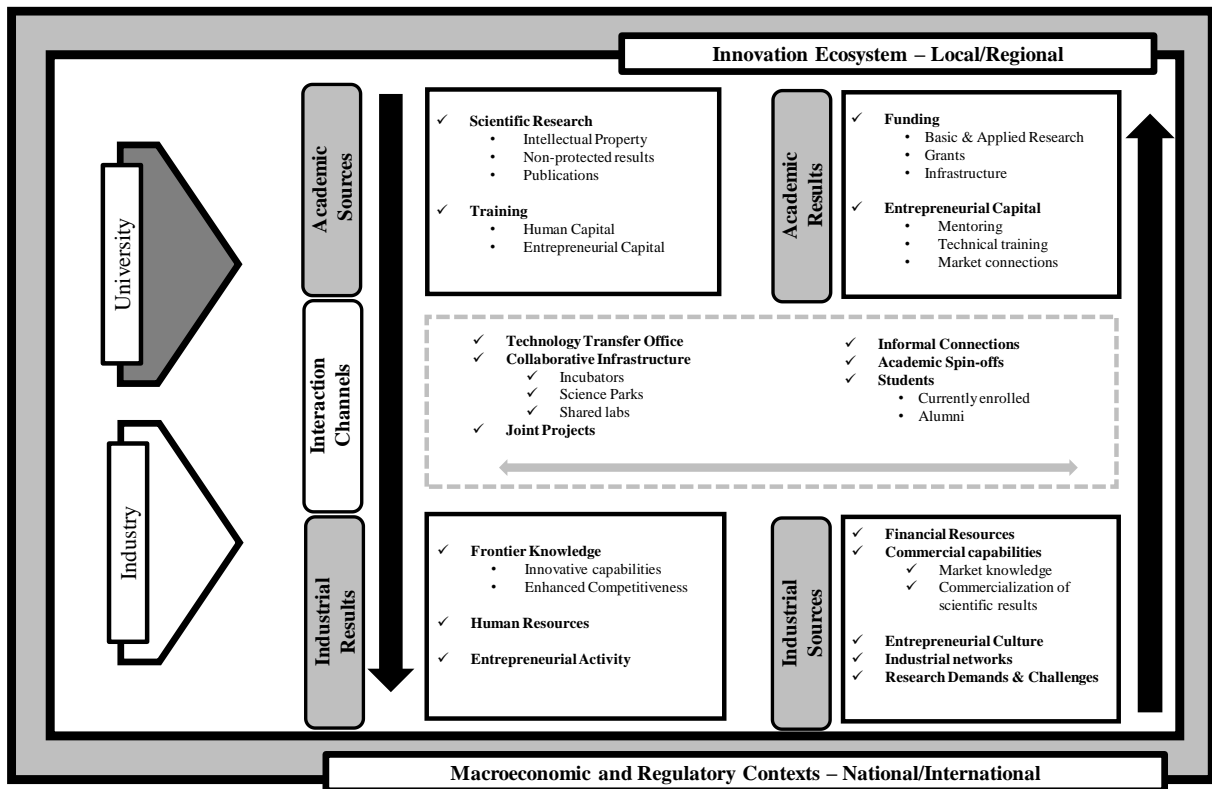 Innovation Ecosystem – Local/Regional
University
Industry
Academic
Sources
✓ Scientific Research
• Intellectual Property
• Non-protected results
• Publications
✓ Training
• Human Capital
• Entrepreneurial Capital
Academic
Results
✓ Funding
• Basic & Applied Research
• Grants
• Infrastructure
✓ Entrepreneurial Capital
• Mentoring
• Technical training
• Market connections
Interaction
Channels
✓ Technology Transfer Office
✓ Collaborative Infrastructure
✓ Incubators
✓ Science Parks
✓ Shared labs
✓ Joint Projects
✓ Informal Connections
✓ Academic Spin-offs
✓ Students
• Currently enrolled
• Alumni
Industrial
Results
✓ Frontier Knowledge
• Innovative capabilities
• Enhanced Competitiveness
✓ Human Resources
✓ Entrepreneurial Activity
Industrial
Sources
✓ Financial Resources
✓ Commercial capabilities
✓ Market knowledge
✓ Commercialization of
scientific results
✓ Entrepreneurial Culture
✓ Industrial networks
✓ Research Demands & Challenges
Macroeconomic and Regulatory Contexts – National/International